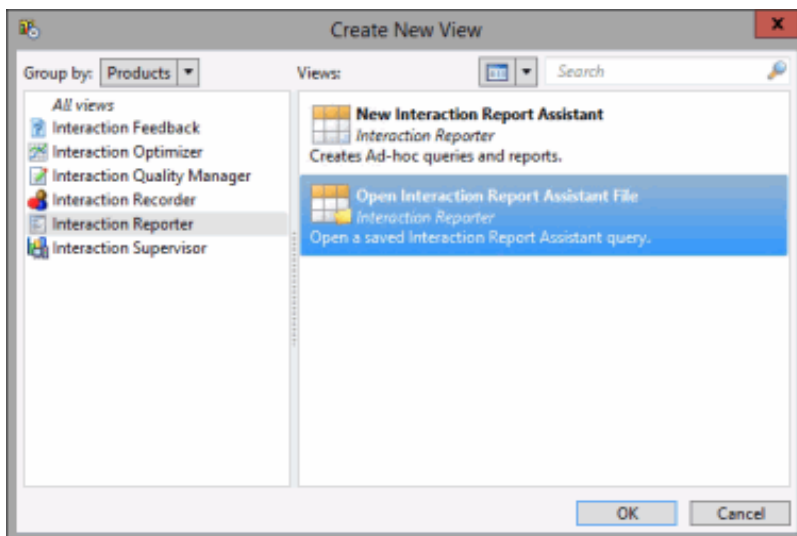 Create New View
Group by: Products
Views:
Search
All views
Interaction Feedback
Interaction Optimizer
Interaction Quality Manager
Interaction Recorder
Interaction Reporter
Interaction Supervisor
New Interaction Report Assistant
Interaction Reporter
Creates Ad-hoc queries and reports.
Open Interaction Report Assistant File
Interaction Reporter
Open a saved Interaction Report Assistant query.
OK
Cancel